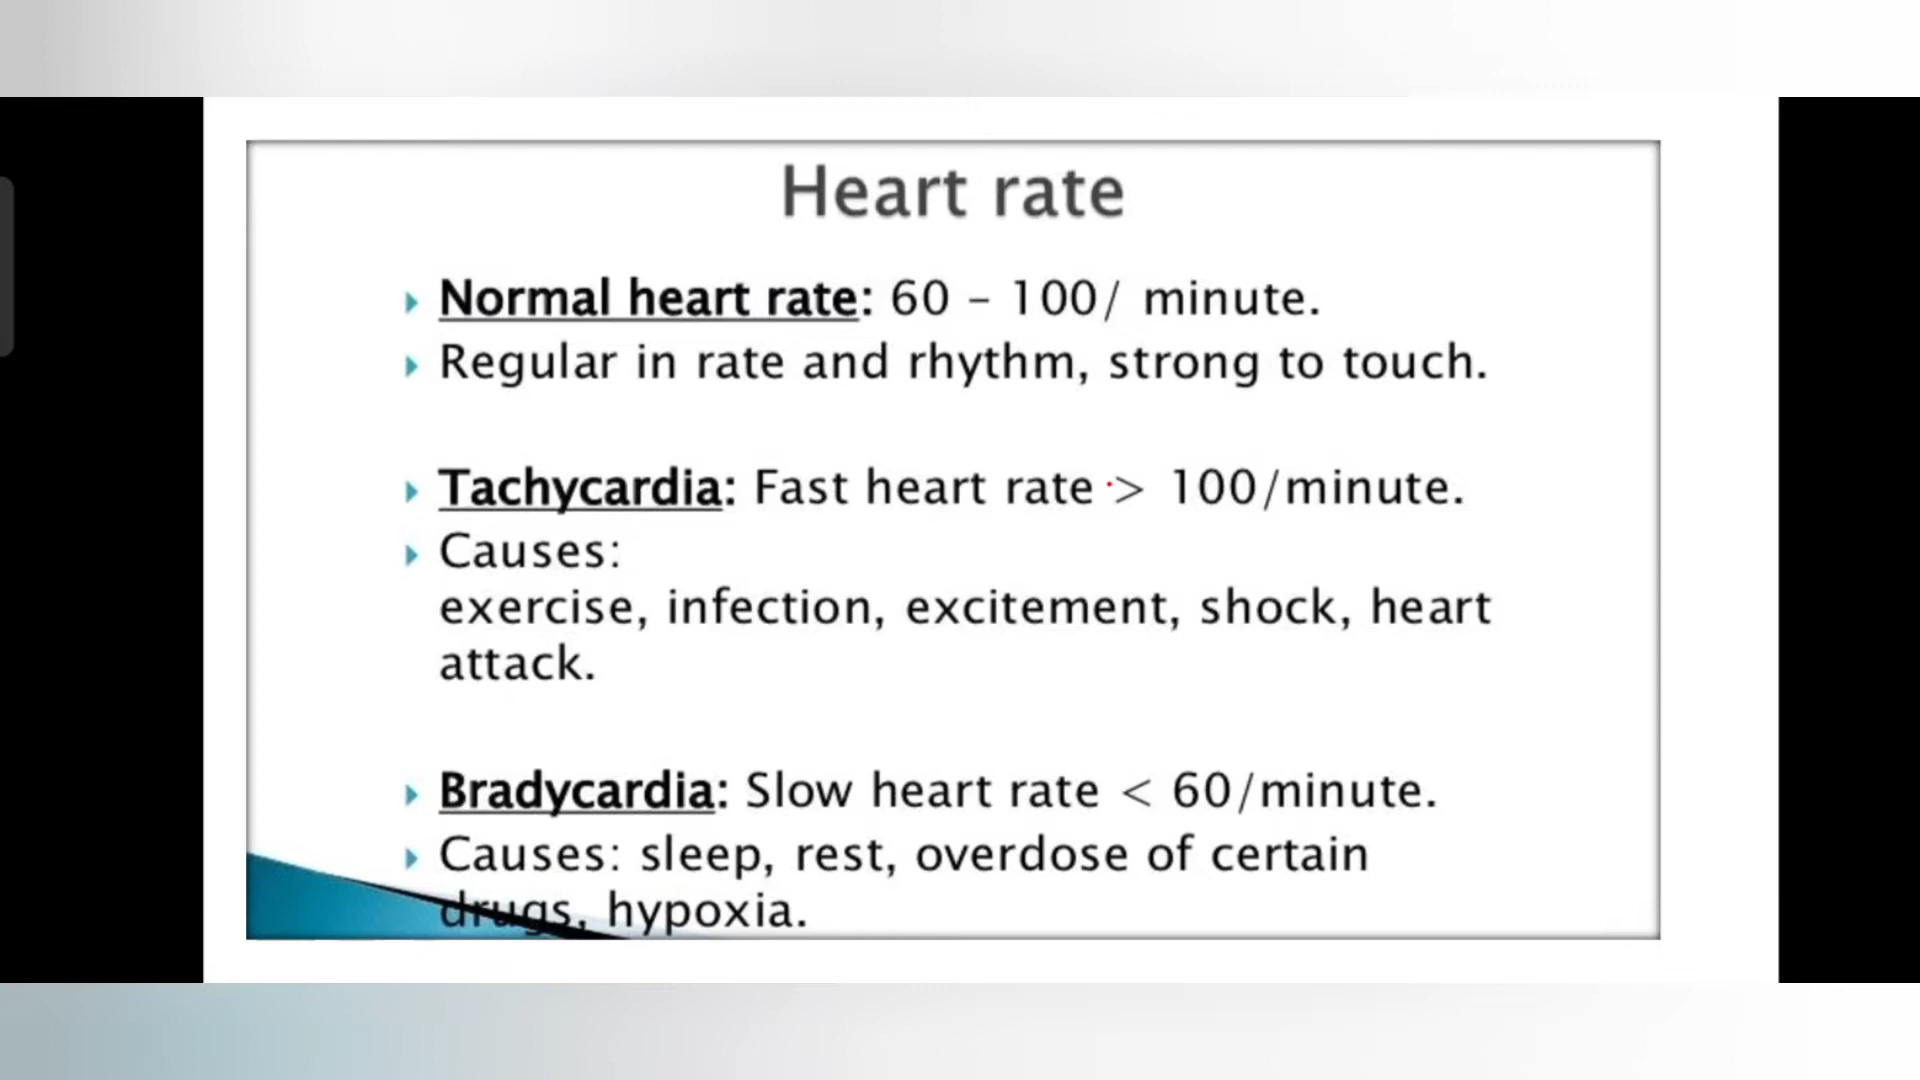 Heart rate
Normal heart rate: 60 – 100/ minute.
Regular in rate and rhythm, strong to touch.
Tachycardia: Fast heart rate > 100/minute.
Causes:
exercise, infection, excitement, shock, heart
attack.
Bradycardia: Slow heart rate < 60/minute.
Causes: sleep, rest, overdose of certain
drugs, hypoxia.